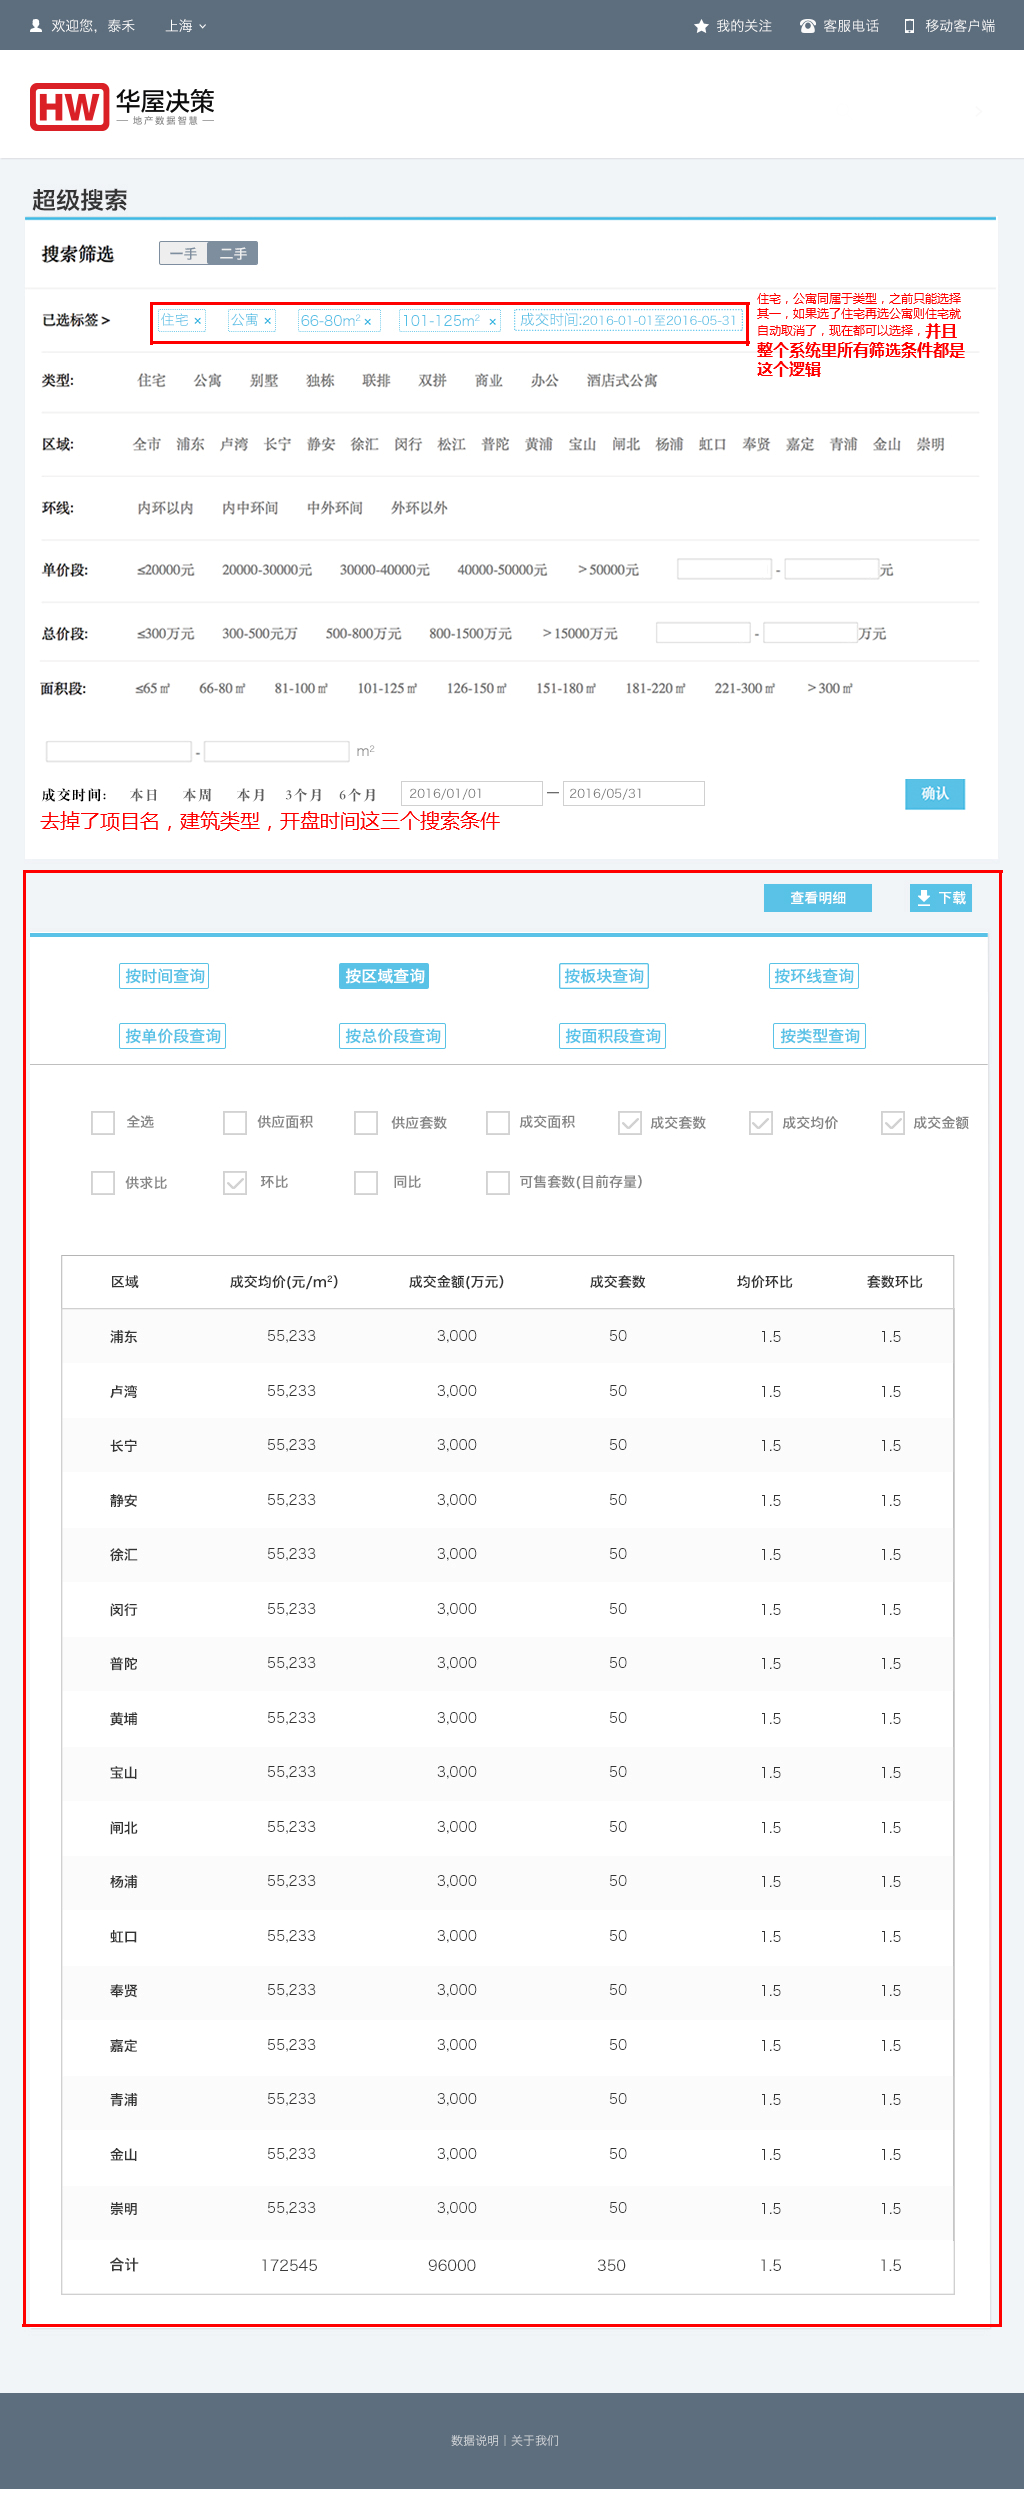 欢迎您，泰禾 上海 我的关注 客服电话 移动客户端
HW 华屋决策
地产数据智慧
超级搜索
搜索筛选 一手 二手
已选标签> 住宅 × 公寓 × 66-80m² × 101-125m² × 成交时间:2016-01-01至2016-05-31
住宅，公寓同属于类型，之前只能选择
其一，如果选了住宅再选公寓则住宅就
自动取消了，现在都可以选择，并且
整个系统里所有筛选条件都是
这个逻辑
类型: 住宅 公寓 别墅 独栋 联排 双拼 商业 办公 酒店式公寓
区域: 全市 浦东 卢湾 长宁 静安 徐汇 闵行 松江 普陀 黄浦 宝山 闸北 杨浦 虹口 奉贤 嘉定 青浦 金山 崇明
环线: 内环以内 内中环间 中外环间 外环以外
单价段: ≤20000元 20000-30000元 30000-40000元 40000-50000元 >50000元 - 元
总价段: ≤300万元 300-500元万 500-800万元 800-1500万元 >15000万元 - 万元
面积段: ≤65㎡ 66-80㎡ 81-100㎡ 101-125㎡ 126-150㎡ 151-180㎡ 181-220㎡ 221-300㎡ >300㎡
- m²
成交时间: 本日 本周 本月 3个月 6个月 2016/01/01 — 2016/05/31 确认
去掉了项目名，建筑类型，开盘时间这三个搜索条件
查看明细 下载
按时间查询 按区域查询 按板块查询 按环线查询
按单价段查询 按总价段查询 按面积段查询 按类型查询
全选 供应面积 供应套数 成交面积 成交套数 成交均价 成交金额
供求比 环比 同比 可售套数(目前存量)
区域 成交均价(元/m²) 成交金额(万元) 成交套数 均价环比 套数环比
浦东 55,233 3,000 50 1.5 1.5
卢湾 55,233 3,000 50 1.5 1.5
长宁 55,233 3,000 50 1.5 1.5
静安 55,233 3,000 50 1.5 1.5
徐汇 55,233 3,000 50 1.5 1.5
闵行 55,233 3,000 50 1.5 1.5
普陀 55,233 3,000 50 1.5 1.5
黄埔 55,233 3,000 50 1.5 1.5
宝山 55,233 3,000 50 1.5 1.5
闸北 55,233 3,000 50 1.5 1.5
杨浦 55,233 3,000 50 1.5 1.5
虹口 55,233 3,000 50 1.5 1.5
奉贤 55,233 3,000 50 1.5 1.5
嘉定 55,233 3,000 50 1.5 1.5
青浦 55,233 3,000 50 1.5 1.5
金山 55,233 3,000 50 1.5 1.5
崇明 55,233 3,000 50 1.5 1.5
合计 172545 96000 350 1.5 1.5
数据说明 | 关于我们